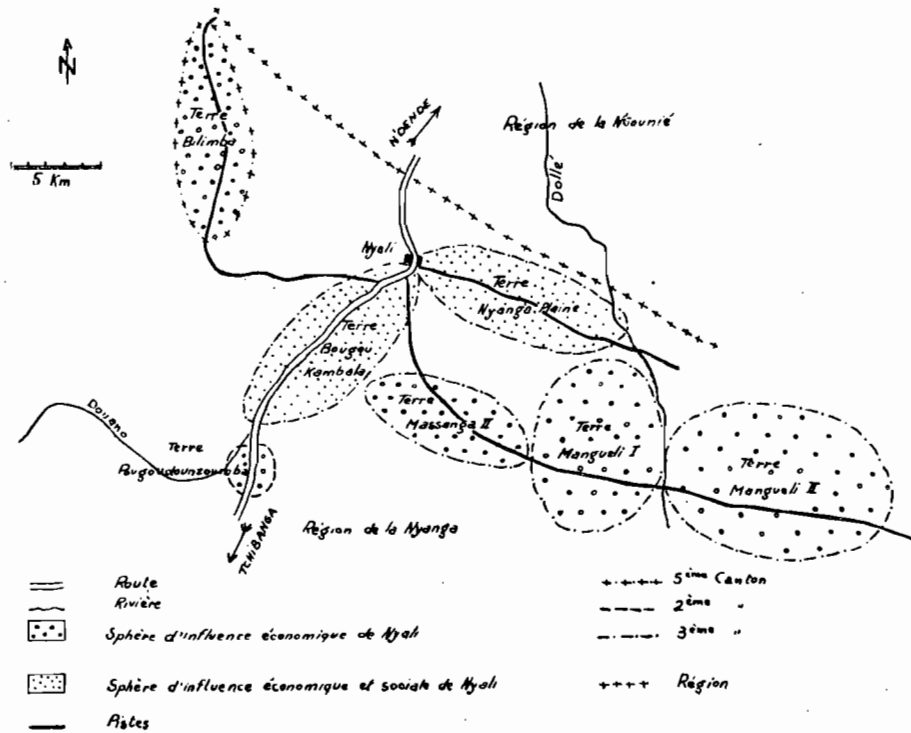 N
5 Km
Terre
Bilimba
N'DENDE
Région de la N'Gounié
Dollé
Nyali
Terre
Nyanga Plaine
Terre
Bougou
Kambala
Terre
Massanga II
Terre
Mangueli I
Terre
Mangueli II
Douano
Terre
Pougoudounzouroba
TCHIBANGA
Région de la Nyanga
Route
Rivière
Sphère d'influence économique de Nyali
Sphère d'influence économique et sociale de Nyali
Pistes
5ème Canton
2ème "
3ème "
Région